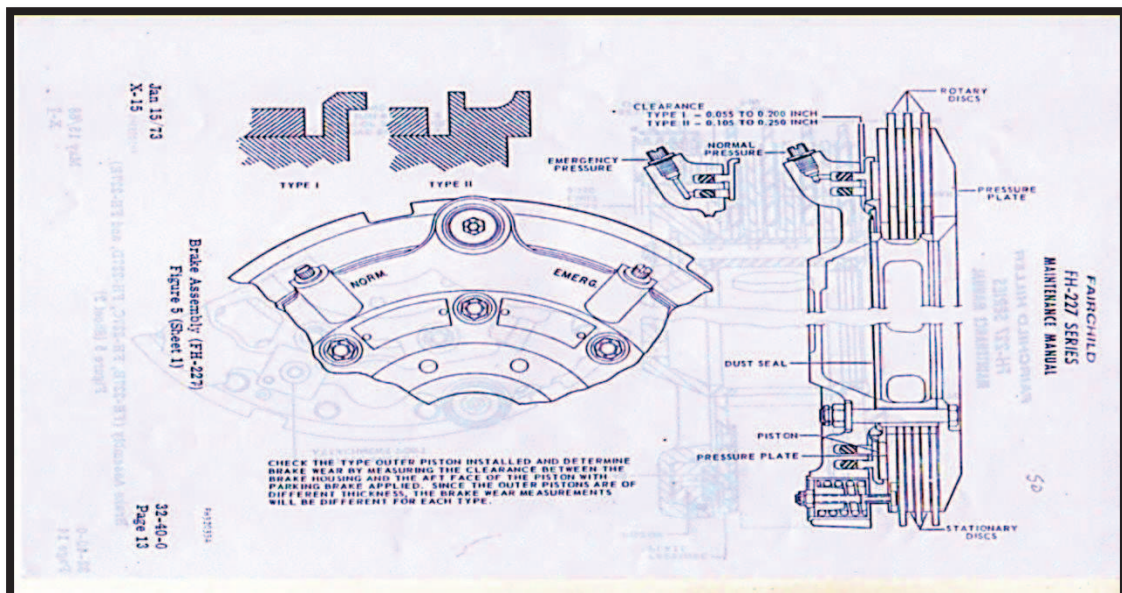 FAIRCHILD
FH-227 SERIES
MAINTENANCE MANUAL
CLEARANCE
TYPE I = 0.055 TO 0.200 INCH
TYPE II = 0.105 TO 0.250 INCH
EMERGENCY
PRESSURE
NORMAL
PRESSURE
ROTARY
DISCS
PRESSURE
PLATE
DUST SEAL
PISTON
PRESSURE PLATE
STATIONARY
DISCS
TYPE I
TYPE II
NORM.
EMERG.
CHECK THE TYPE OUTER PISTON INSTALLED AND DETERMINE
BRAKE WEAR BY MEASURING THE CLEARANCE BETWEEN THE
BRAKE HOUSING AND THE AFT FACE OF THE PISTON WITH
PARKING BRAKE APPLIED. SINCE THE OUTER PISTONS ARE OF
DIFFERENT THICKNESS, THE BRAKE WEAR MEASUREMENTS
WILL BE DIFFERENT FOR EACH TYPE.
Brake Assembly (FH-227)
Figure 5 (Sheet 1)
Jan 15/73
X-15
32-40-0
Page 13
50